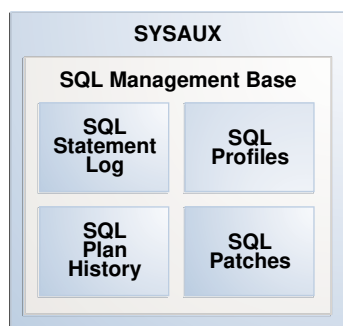 SYSAUX
SQL Management Base
SQL
Statement
Log
SQL
Profiles
SQL
Plan
History
SQL
Patches